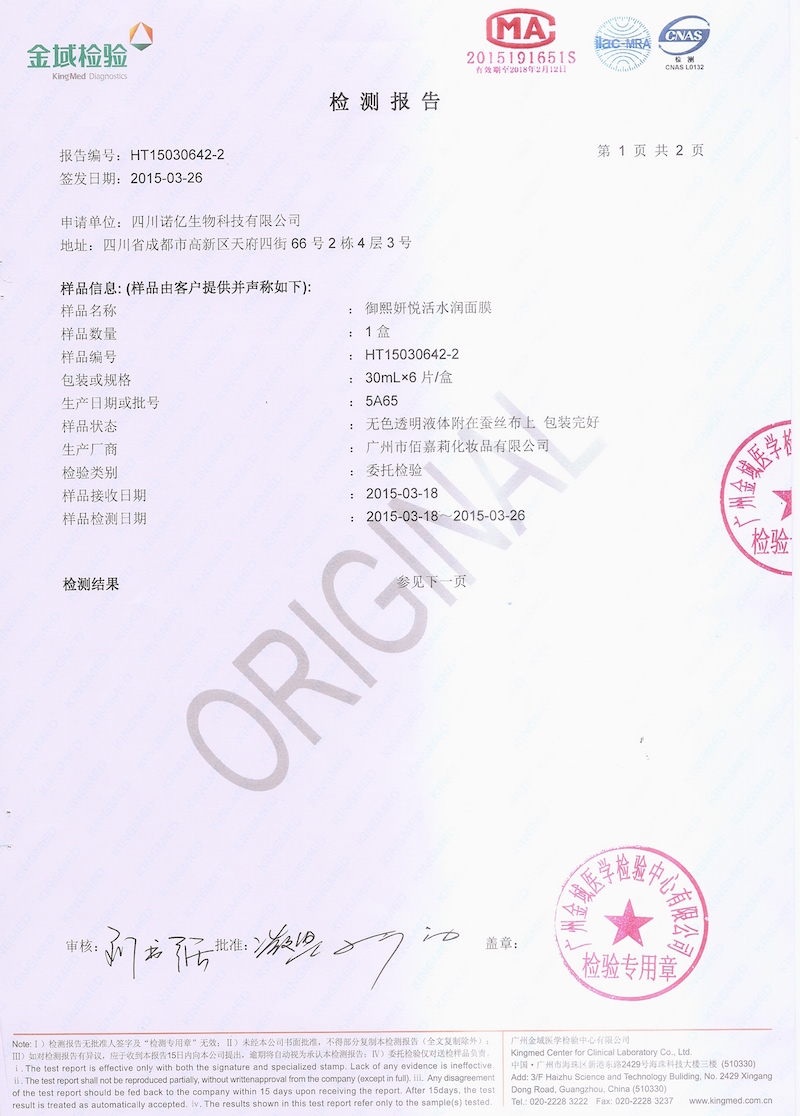 金域检验
KingMed Diagnostics
MA
2015191651S
有效期至2018年2月12日
ilac-MRA
CNAS
检 测
CNAS L0132
检 测 报 告
报告编号：HT15030642-2
第 1 页 共 2 页
签发日期：2015-03-26
申请单位：四川诺亿生物科技有限公司
地址：四川省成都市高新区天府四街 66 号 2 栋 4 层 3 号
样品信息: (样品由客户提供并声称如下):
样品名称 ： 御熙妍悦活水润面膜
样品数量 ： 1 盒
样品编号 ： HT15030642-2
包装或规格 ： 30mL×6 片/盒
生产日期或批号 ： 5A65
样品状态 ： 无色透明液体附在蚕丝布上 包装完好
生产厂商 ： 广州市佰嘉莉化妆品有限公司
检验类别 ： 委托检验
样品接收日期 ： 2015-03-18
样品检测日期 ： 2015-03-18～2015-03-26
检测结果 参见下一页
ORIGINAL
广州金域医学检
检验
审核： 批准： 盖章：
广州金域医学检验中心有限公司
检验专用章
Note:Ⅰ）检测报告无批准人签字及“检测专用章”无效；Ⅱ）未经本公司书面批准，不得部分复制本检测报告（全文复制除外）；
Ⅲ）如对检测报告有异议，应于收到本报告15日内向本公司提出，逾期将自动视为承认本检测报告；Ⅳ）委托检验仅对送检样品负责。
ⅰ. The test report is effective only with both the signature and specialized stamp. Lack of any evidence is ineffective.
ⅱ. The test report shall not be reproduced partially, without writtenapproval from the company (except in full). ⅲ. Any disagreement
of the test report should be fed back to the company within 15 days upon receiving the report. After 15days, the test
result is treated as automatically accepted. ⅳ. The results shown in this test report refer only to the sample(s) tested.
广州金域医学检验中心有限公司
Kingmed Center for Clinical Laboratory Co., Ltd.
中国·广州市海珠区新港东路2429号海珠科技大楼三楼 (510330)
Add: 3/F Haizhu Science and Technology Buliding, No. 2429 Xingang
Dong Road, Guangzhou, China (510330)
Tel.: 020-2228 3222 Fax: 020-2228 3237 www.kingmed.com.cn